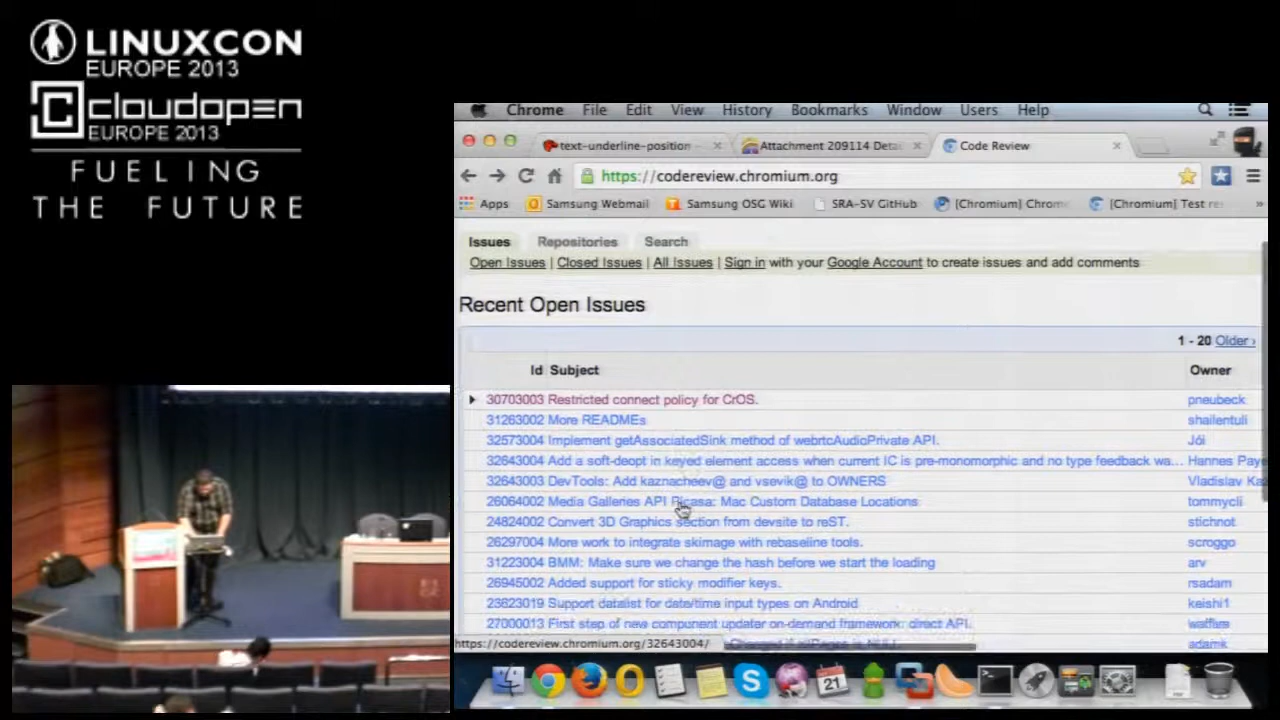 LINUXCON
EUROPE 2013
cloudopen
EUROPE 2013
FUELING
THE FUTURE
Chrome File Edit View History Bookmarks Window Users Help
text-underline-position
Attachment 209114 Deta
Code Review
https://codereview.chromium.org
Apps Samsung Webmail Samsung OSG Wiki SRA-SV GitHub [Chromium] Chrome [Chromium] Test re
Issues Repositories Search
Open Issues | Closed Issues | All Issues | Sign in with your Google Account to create issues and add comments
Recent Open Issues
1 - 20 Older ›
Id Subject Owner
30703003 Restricted connect policy for CrOS. pneubeck
31263002 More READMEs shailentuli
32573004 Implement getAssociatedSink method of webrtcAudioPrivate API. Jói
32643004 Add a soft-deopt in keyed element access when current IC is pre-monomorphic and no type feedback wa... Hannes Paye
32643003 DevTools: Add kaznacheev@ and vsevik@ to OWNERS Vladislav Ka
26064002 Media Galleries API Picasa: Mac Custom Database Locations tommycli
24824002 Convert 3D Graphics section from devsite to reST. stichnot
26297004 More work to integrate skimage with rebaseline tools. scroggo
31223004 BMM: Make sure we change the hash before we start the loading arv
26945002 Added support for sticky modifier keys. rsadam
23623019 Support datalist for date/time input types on Android keishi1
27000013 First step of new component updater on-demand framework: direct API. waffles
https://codereview.chromium.org/32643004/ is NULL. adamk
21